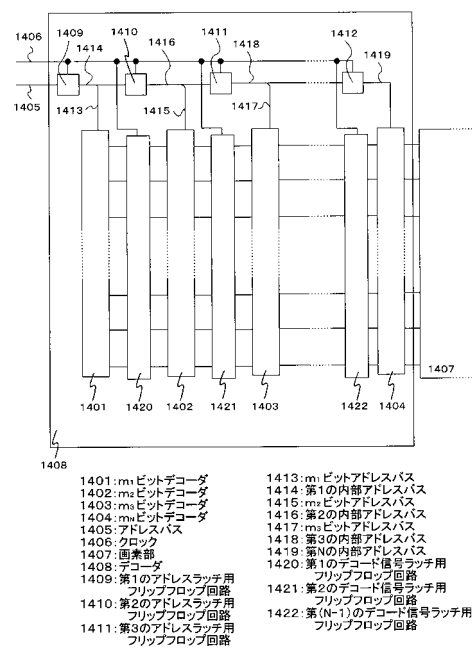 1406
1409
1414
1410
1416
1411
1418
1412
1419
1405
1413
1415
1417
1407
1401
1420
1402
1421
1403
1422
1404
1408
1401:m₁ビットデコーダ
1402:m₂ビットデコーダ
1403:m₃ビットデコーダ
1404:mNビットデコーダ
1405:アドレスバス
1406:クロック
1407:画素部
1408:デコーダ
1409:第1のアドレスラッチ用
フリップフロップ回路
1410:第2のアドレスラッチ用
フリップフロップ回路
1411:第3のアドレスラッチ用
フリップフロップ回路
1413:m₁ビットアドレスバス
1414:第1の内部アドレスバス
1415:m₂ビットアドレスバス
1416:第2の内部アドレスバス
1417:m₃ビットアドレスバス
1418:第3の内部アドレスバス
1419:第Nの内部アドレスバス
1420:第1のデコード信号ラッチ用
フリップフロップ回路
1421:第2のデコード信号ラッチ用
フリップフロップ回路
1422:第(N-1)のデコード信号ラッチ用
フリップフロップ回路